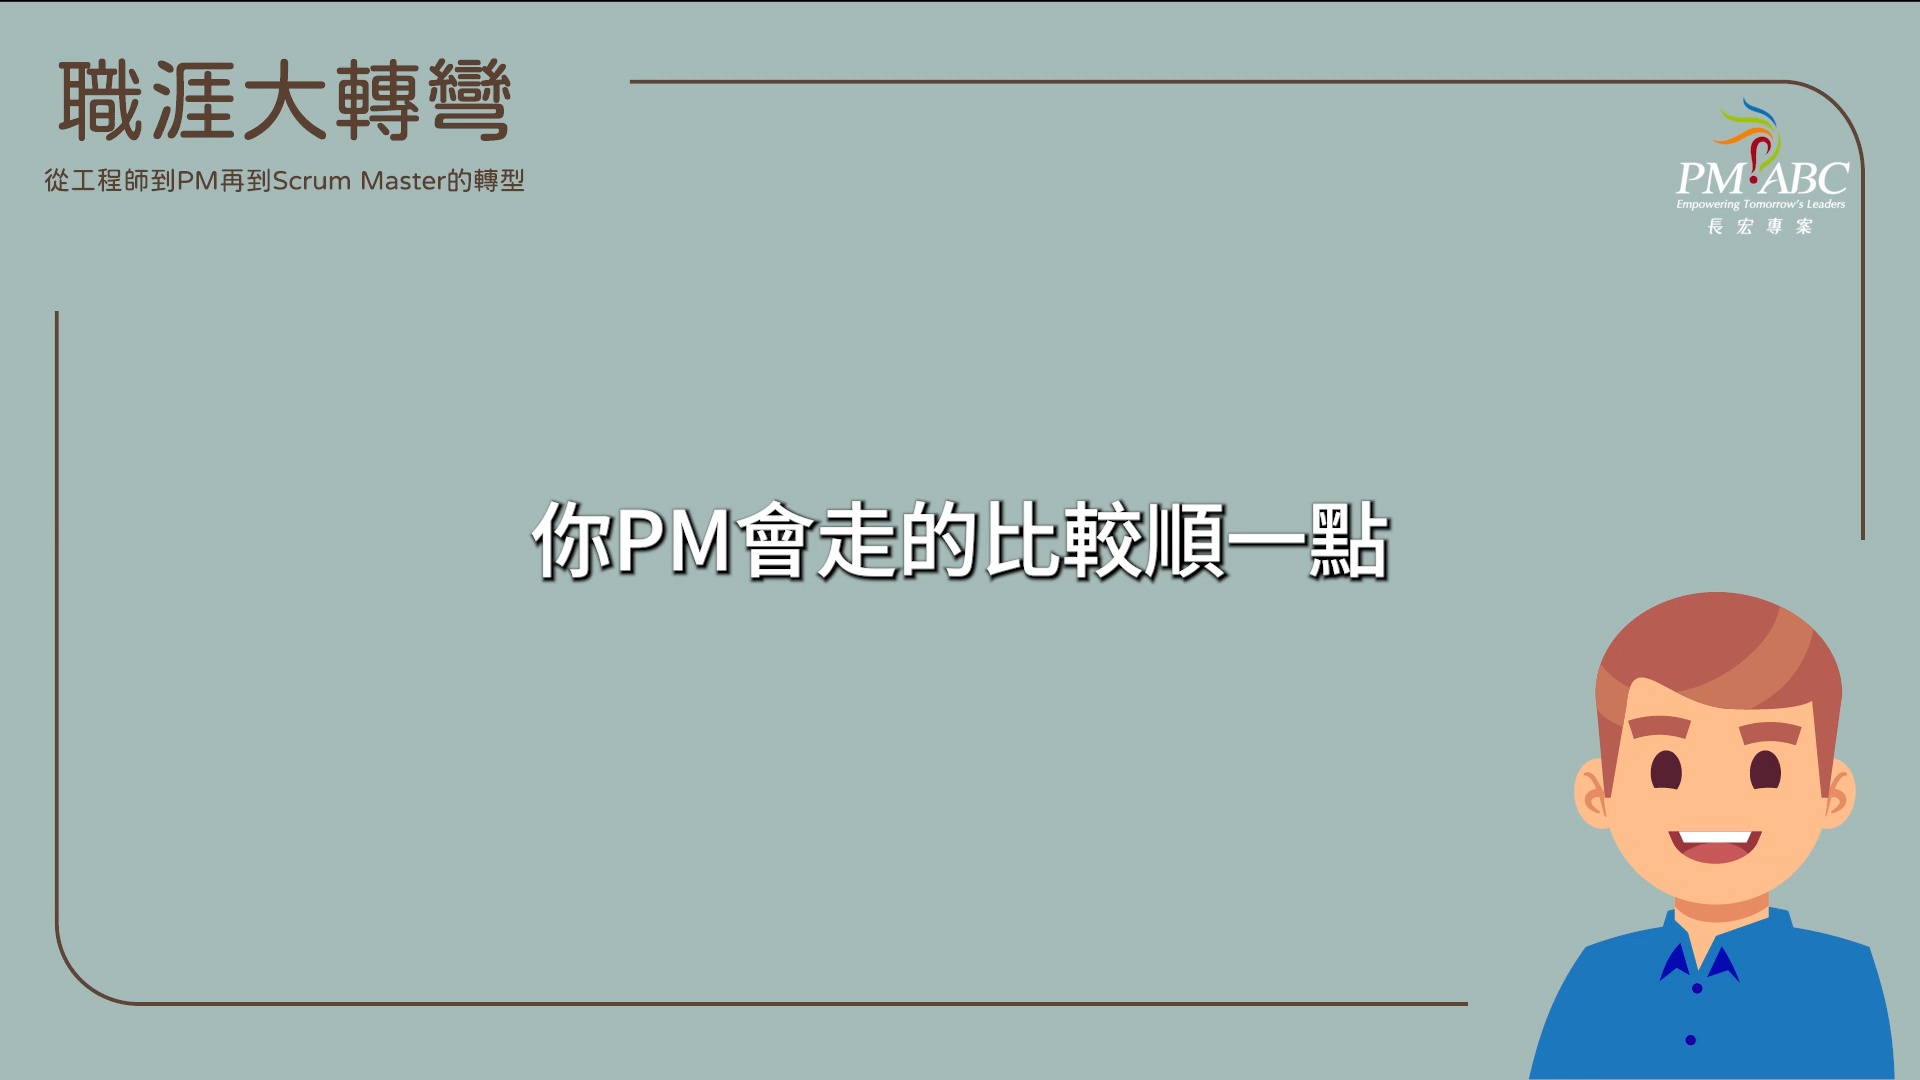 職涯大轉彎
從工程師到PM再到Scrum Master的轉型
PM ABC
Empowering Tomorrow's Leaders
長宏專案
你PM會走的比較順一點